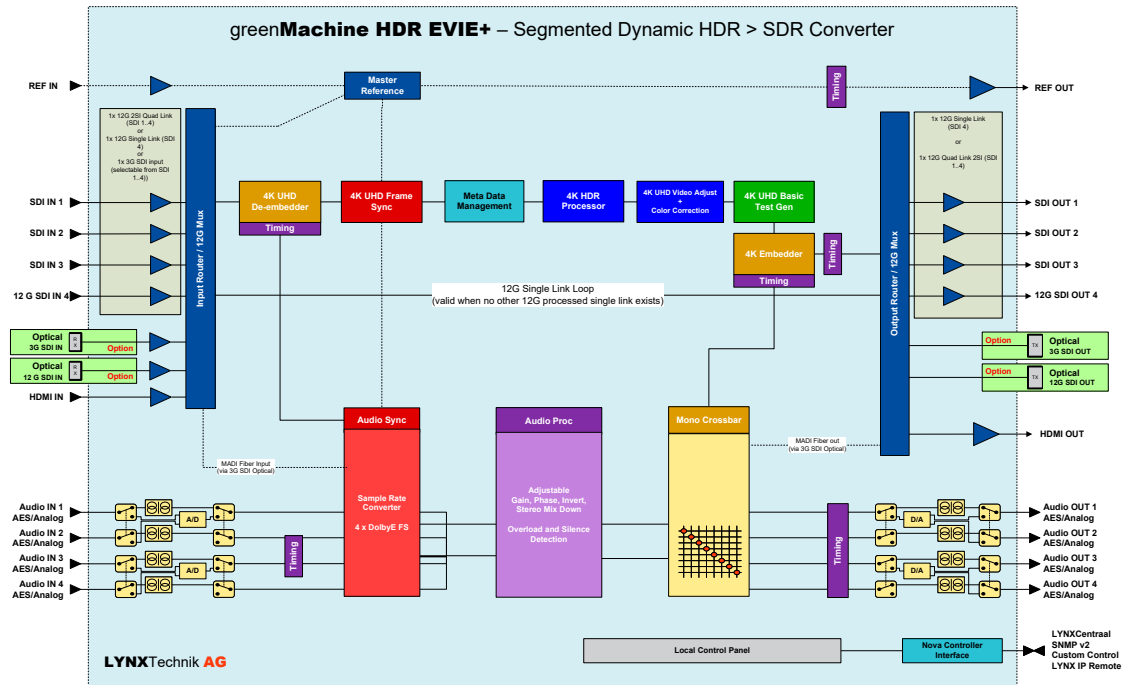 greenMachine HDR EVIE+ – Segmented Dynamic HDR > SDR Converter
REF IN
Master
Reference
Timing
REF OUT
1x 12G 2SI Quad Link
(SDI 1..4)
or
1x 12G Single Link (SDI
4)
or
1x 3G SDI input
(selectable from SDI
1..4))
Input Router / 12G Mux
SDI IN 1
SDI IN 2
SDI IN 3
12 G SDI IN 4
4K UHD
De-embedder
Timing
4K UHD Frame
Sync
Meta Data
Management
4K HDR
Processor
4K UHD Video Adjust
+
Color Correction
4K UHD Basic
Test Gen
4K Embedder
Timing
Timing
Output Router / 12G Mux
1x 12G Single Link
(SDI 4)
or
1x 12G Quad Link 2SI (SDI
1..4)
SDI OUT 1
SDI OUT 2
SDI OUT 3
12G SDI OUT 4
12G Single Link Loop
(valid when no other 12G processed single link exists)
Optical
3G SDI IN
RX
Option
Optical
12 G SDI IN
RX
Option
HDMI IN
Option
TX
Optical
3G SDI OUT
Option
TX
Optical
12G SDI OUT
HDMI OUT
MADI Fiber Input
(via 3G SDI Optical)
Audio Sync
Sample Rate
Converter
4 x DolbyE FS
Audio Proc
Adjustable
Gain, Phase, Invert,
Stereo Mix Down
Overload and Silence
Detection
Mono Crossbar
MADI Fiber out
(via 3G SDI Optical)
Audio IN 1
AES/Analog
Audio IN 2
AES/Analog
Audio IN 3
AES/Analog
Audio IN 4
AES/Analog
A/D
A/D
Timing
Timing
D/A
D/A
Audio OUT 1
AES/Analog
Audio OUT 2
AES/Analog
Audio OUT 3
AES/Analog
Audio OUT 4
AES/Analog
LYNXTechnik AG
Local Control Panel
Nova Controller
Interface
LYNXCentraal
SNMP v2
Custom Control
LYNX IP Remote